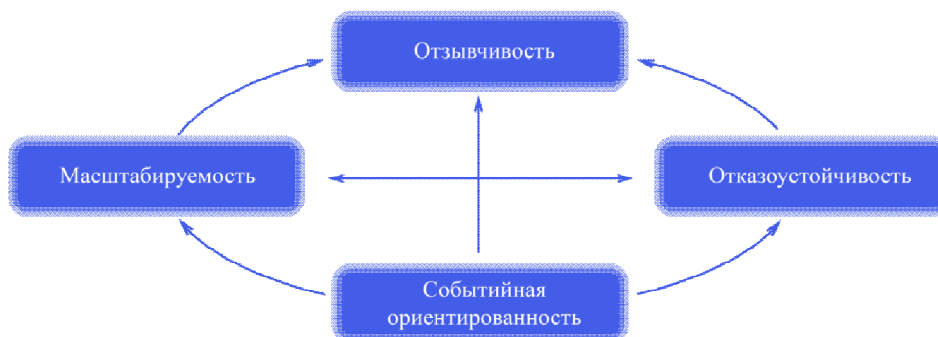 Отзывчивость
Масштабируемость
Отказоустойчивость
Событийная
ориентированность